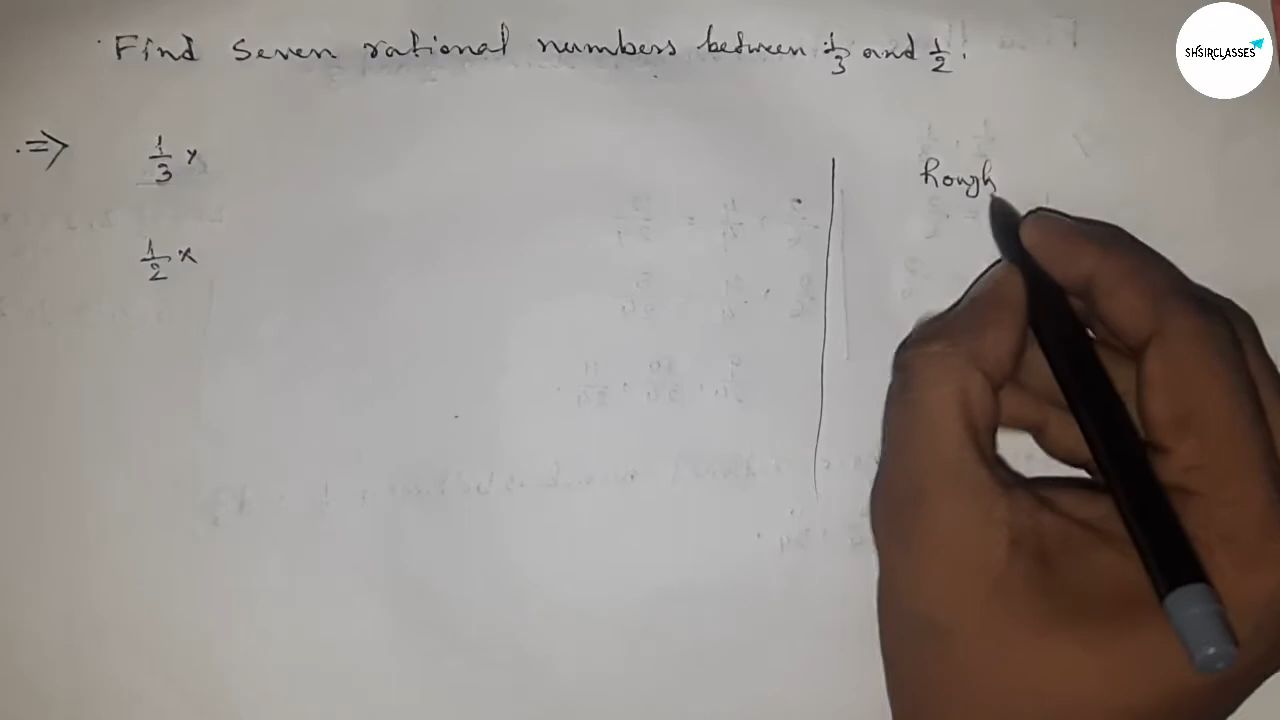 Find Seven rational numbers between 1/3 and 1/2.
SHSIRCLASSES
=> 1/3 ×
Rough
1/2 ×